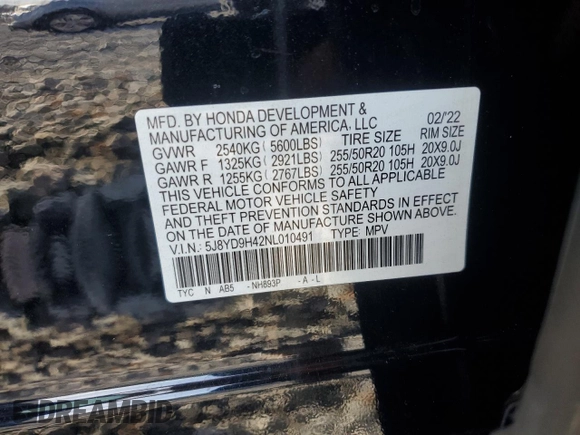 MFD. BY HONDA DEVELOPMENT & 02/'22
MANUFACTURING OF AMERICA, LLC
GVWR 2540KG ( 5600LBS) TIRE SIZE RIM SIZE
GAWR F 1325KG ( 2921LBS) 255/50R20 105H 20X9.0J
GAWR R 1255KG ( 2767LBS) 255/50R20 105H 20X9.0J
THIS VEHICLE CONFORMS TO ALL APPLICABLE
FEDERAL MOTOR VEHICLE SAFETY
AND THEFT PREVENTION STANDARDS IN EFFECT
ON THE DATE OF MANUFACTURE SHOWN ABOVE.
V.I.N.: 5J8YD9H42NL010491 TYPE: MPV
TYC N AB5 - NH893P - A - L
DREAMBID